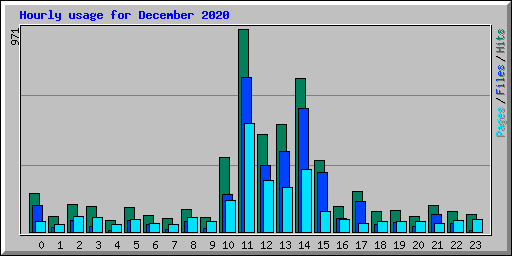 Hourly usage for December 2020
971
Pages/Files/Hits
0 1 2 3 4 5 6 7 8 9 10 11 12 13 14 15 16 17 18 19 20 21 22 23